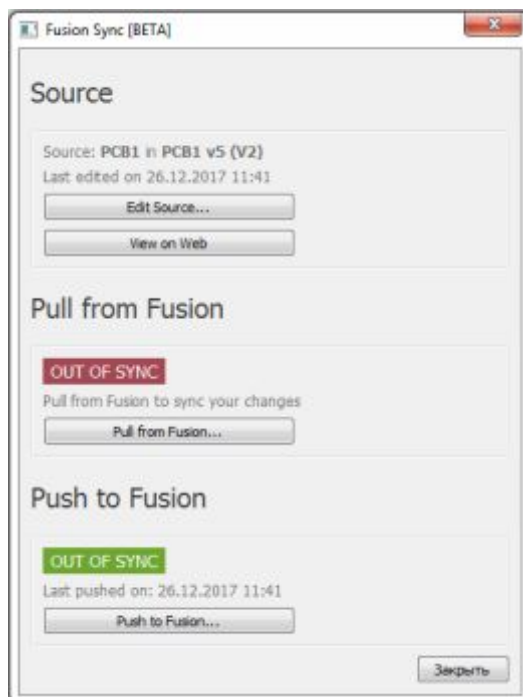 Fusion Sync [BETA]
Source
Source: PCB1 in PCB1 v5 (V2)
Last edited on 26.12.2017 11:41
Edit Source...
View on Web
Pull from Fusion
OUT OF SYNC
Pull from Fusion to sync your changes
Pull from Fusion...
Push to Fusion
OUT OF SYNC
Last pushed on: 26.12.2017 11:41
Push to Fusion...
Закрыть